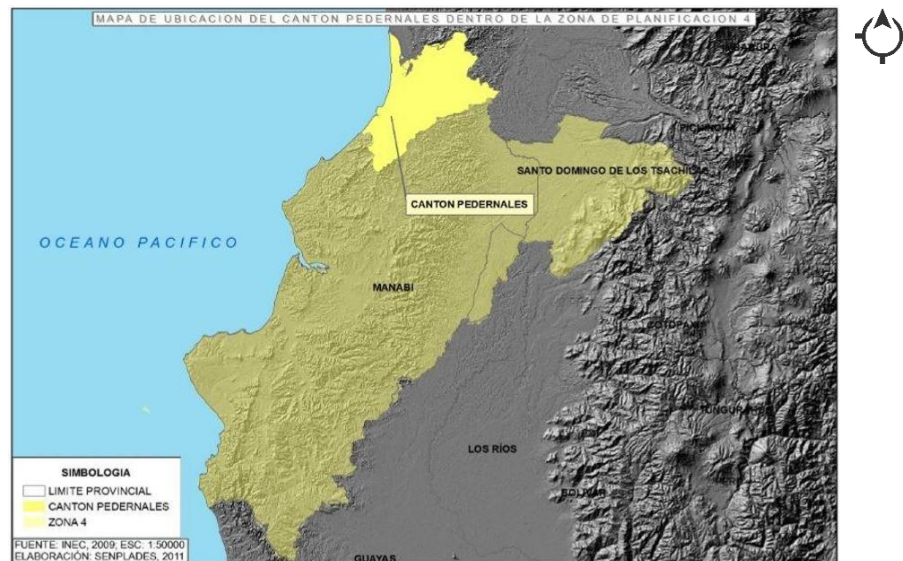 MAPA DE UBICACION DEL CANTON PEDERNALES DENTRO DE LA ZONA DE PLANIFICACION 4
PICHINCHA
SANTO DOMINGO DE LOS TSACHILAS
CANTON PEDERNALES
OCEANO PACIFICO
MANABI
COTOPAXI
LOS RÍOS
BOLIVAR
GUAYAS
SIMBOLOGIA
LIMITE PROVINCIAL
CANTON PEDERNALES
ZONA 4
FUENTE: INEC, 2009; ESC: 1:50000
ELABORACIÓN: SENPLADES, 2011